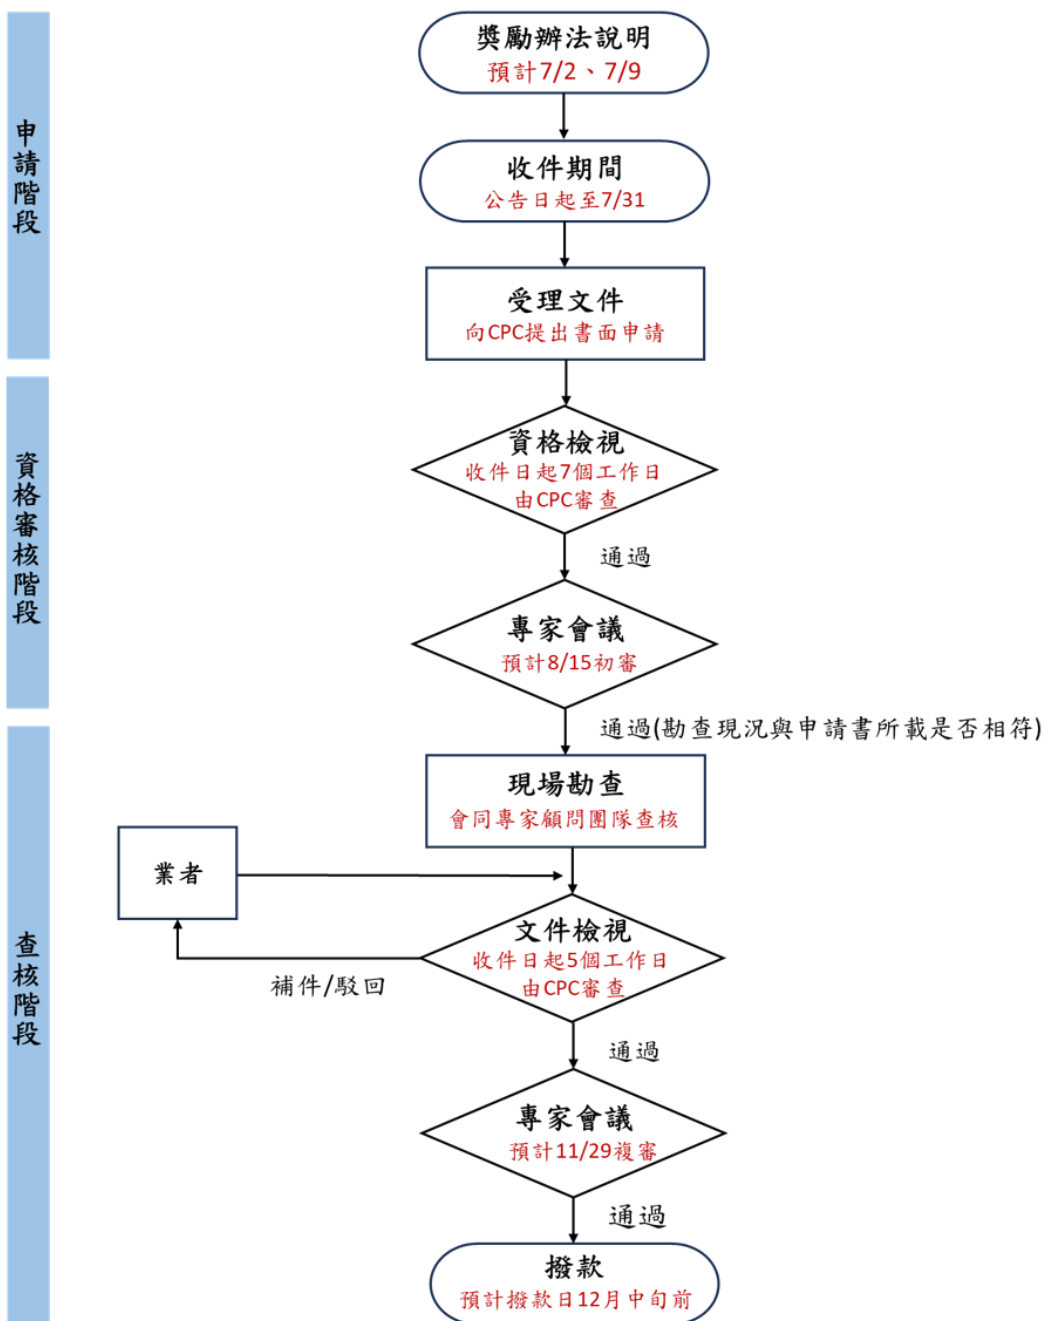 申請階段
獎勵辦法說明
預計7/2、7/9
收件期間
公告日起至7/31
受理文件
向CPC提出書面申請
資格審核階段
資格檢視
收件日起7個工作日
由CPC審查
通過
專家會議
預計8/15初審
通過(勘查現況與申請書所載是否相符)
查核階段
現場勘查
會同專家顧問團隊查核
業者
文件檢視
收件日起5個工作日
由CPC審查
補件/駁回
通過
專家會議
預計11/29複審
通過
撥款
預計撥款日12月中旬前